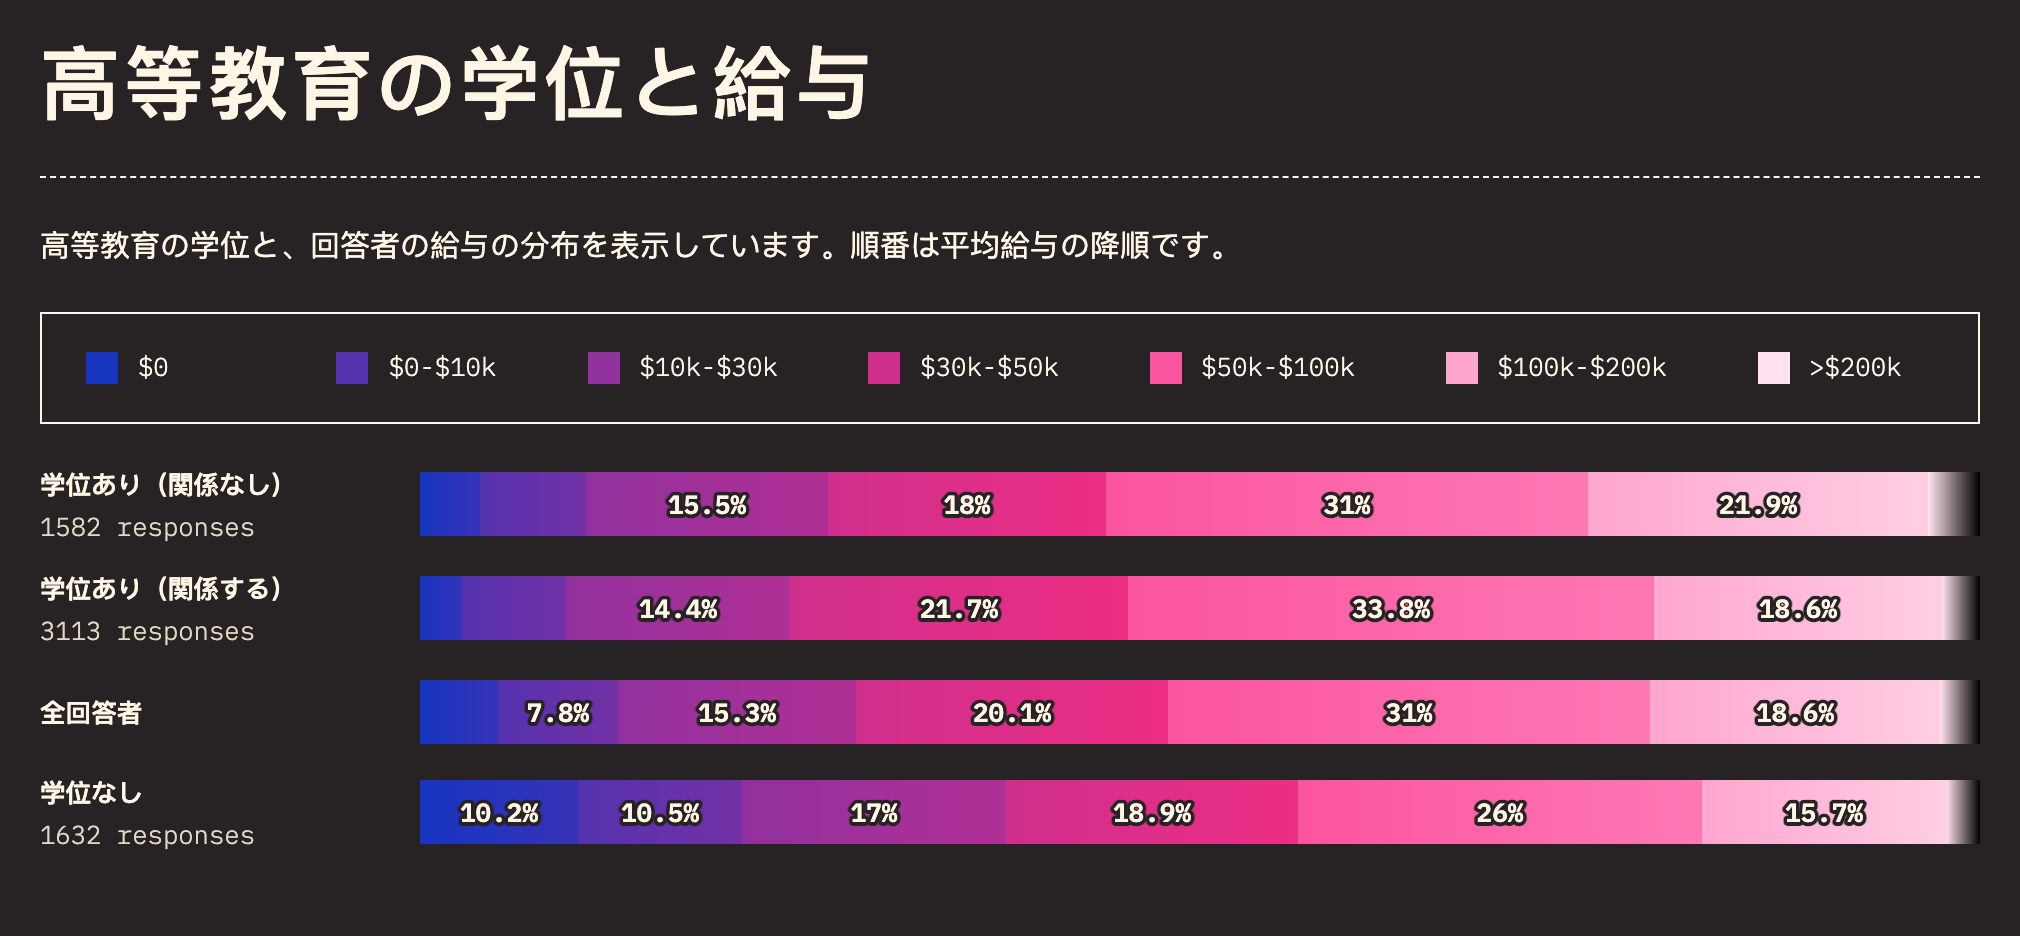 高等教育の学位と給与
高等教育の学位と、回答者の給与の分布を表示しています。順番は平均給与の降順です。
$0 $0-$10k $10k-$30k $30k-$50k $50k-$100k $100k-$200k >$200k
学位あり（関係なし）
1582 responses
15.5% 18% 31% 21.9%
学位あり（関係する）
3113 responses
14.4% 21.7% 33.8% 18.6%
全回答者
7.8% 15.3% 20.1% 31% 18.6%
学位なし
1632 responses
10.2% 10.5% 17% 18.9% 26% 15.7%